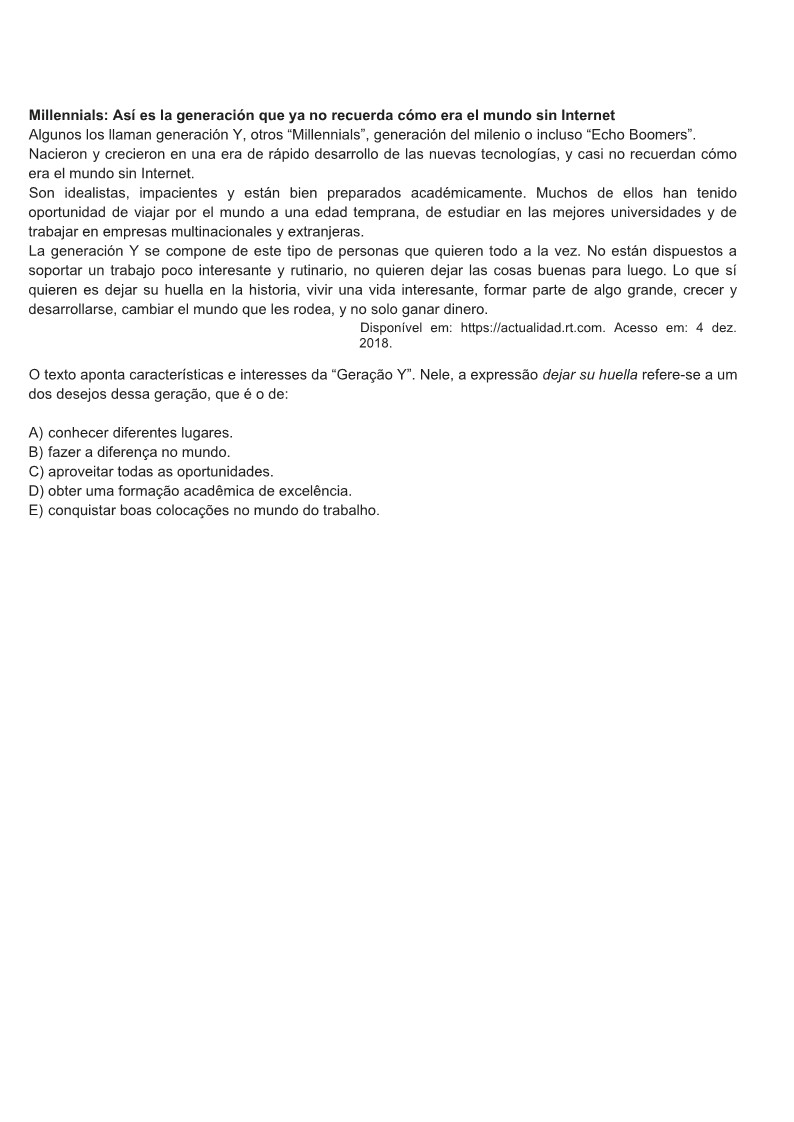 Millennials: Así es la generación que ya no recuerda cómo era el mundo sin Internet
Algunos los llaman generación Y, otros “Millennials”, generación del milenio o incluso “Echo Boomers”.
Nacieron y crecieron en una era de rápido desarrollo de las nuevas tecnologías, y casi no recuerdan cómo
era el mundo sin Internet.
Son idealistas, impacientes y están bien preparados académicamente. Muchos de ellos han tenido
oportunidad de viajar por el mundo a una edad temprana, de estudiar en las mejores universidades y de
trabajar en empresas multinacionales y extranjeras.
La generación Y se compone de este tipo de personas que quieren todo a la vez. No están dispuestos a
soportar un trabajo poco interesante y rutinario, no quieren dejar las cosas buenas para luego. Lo que sí
quieren es dejar su huella en la historia, vivir una vida interesante, formar parte de algo grande, crecer y
desarrollarse, cambiar el mundo que les rodea, y no solo ganar dinero.
Disponível em: https://actualidad.rt.com. Acesso em: 4 dez.
2018.
O texto aponta características e interesses da “Geração Y”. Nele, a expressão dejar su huella refere-se a um
dos desejos dessa geração, que é o de:
A) conhecer diferentes lugares.
B) fazer a diferença no mundo.
C) aproveitar todas as oportunidades.
D) obter uma formação acadêmica de excelência.
E) conquistar boas colocações no mundo do trabalho.